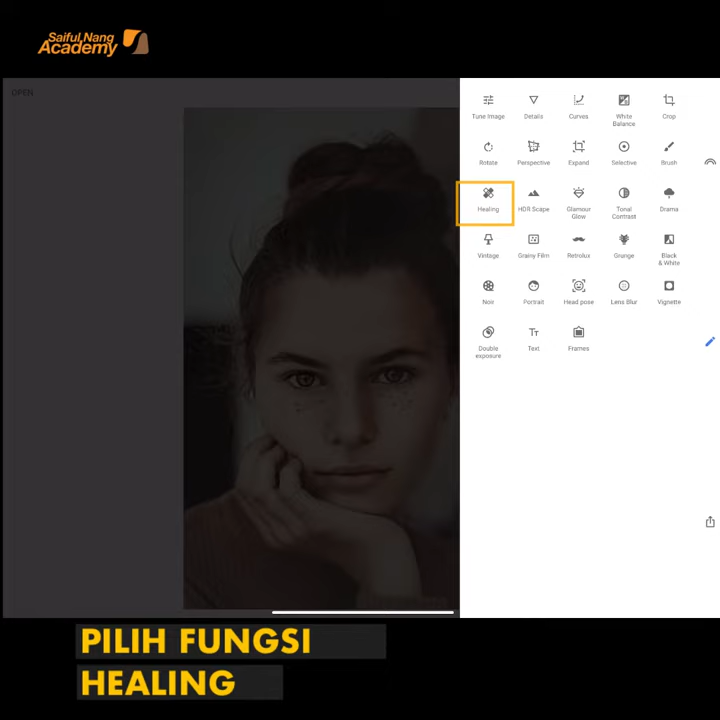 Saiful Nang
Academy
OPEN
Tune Image
Details
Curves
White
Balance
Crop
Rotate
Perspective
Expand
Selective
Brush
Healing
HDR Scape
Glamour
Glow
Tonal
Contrast
Drama
Vintage
Grainy Film
Retrolux
Grunge
Black
& White
Noir
Portrait
Head pose
Lens Blur
Vignette
Double
exposure
Tт
Text
Frames
PILIH FUNGSI
HEALING